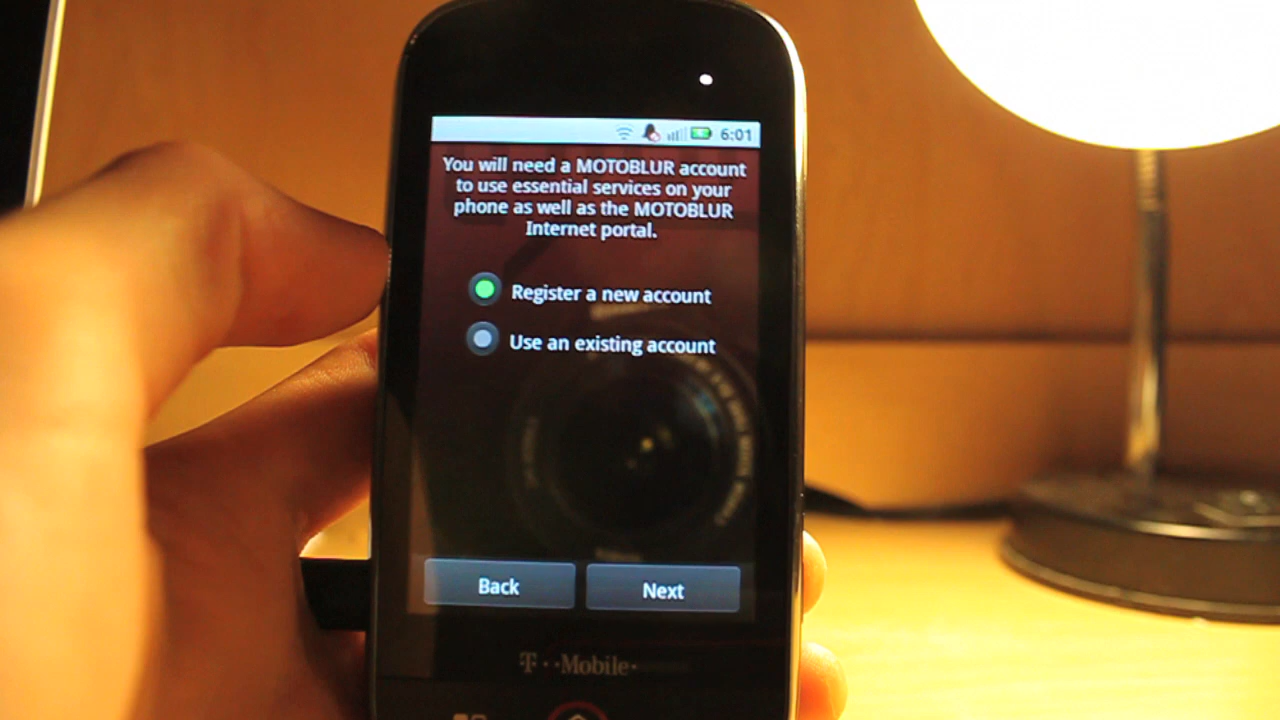 6:01
You will need a MOTOBLUR account
to use essential services on your
phone as well as the MOTOBLUR
Internet portal.
Register a new account
Use an existing account
Back
Next
T··Mobile·